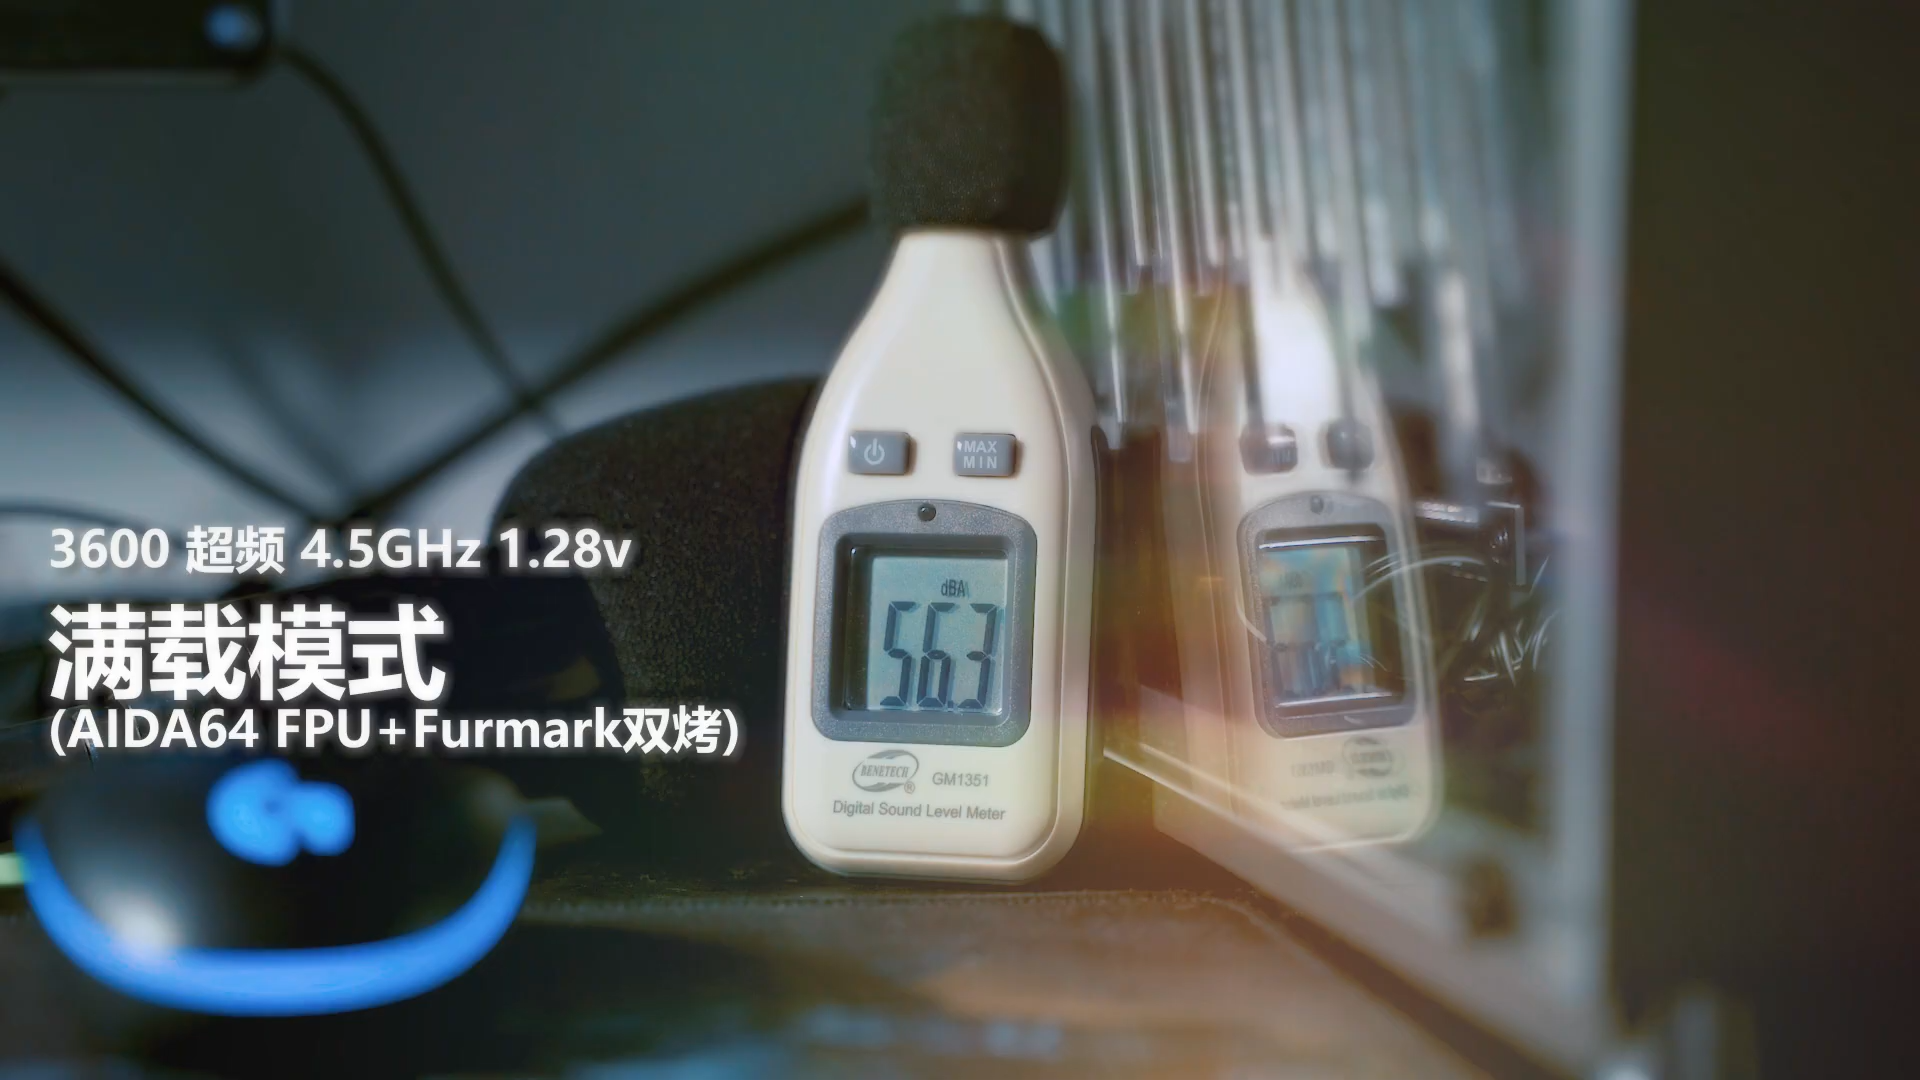 3600 超频 4.5GHz 1.28v
满载模式
(AIDA64 FPU+Furmark双烤)
MAX
MIN
dBA
56.3
BENETECH ®
GM1351
Digital Sound Level Meter